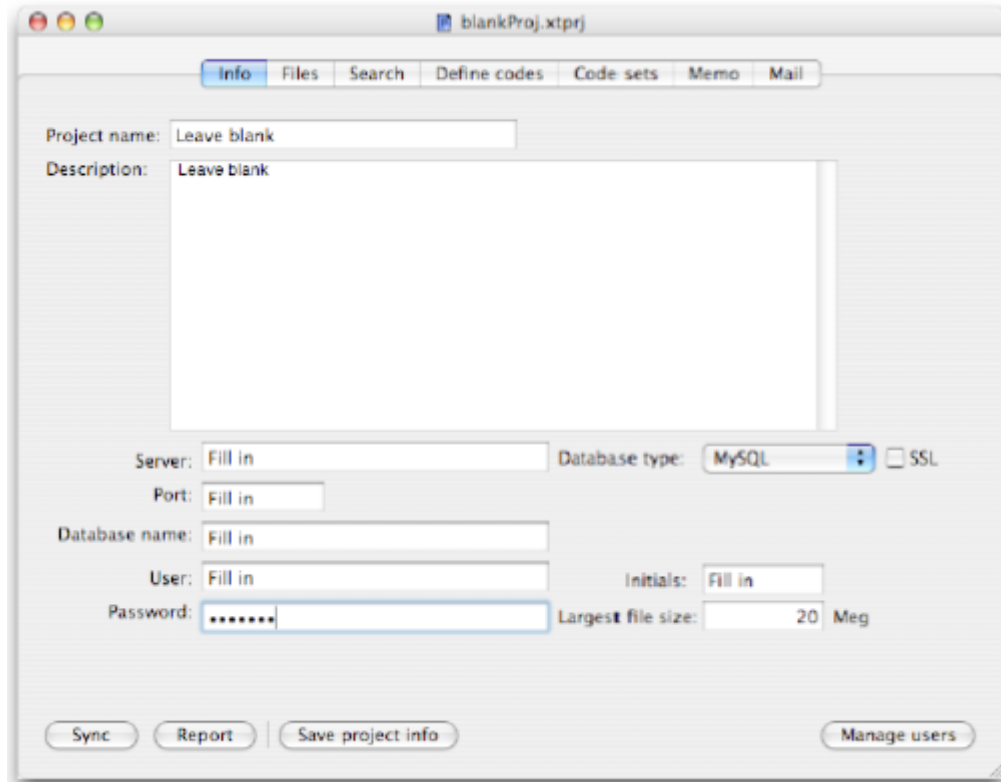 blankProj.xtprj
Info Files Search Define codes Code sets Memo Mail
Project name: Leave blank
Description: Leave blank
Server: Fill in Database type: MySQL SSL
Port: Fill in
Database name: Fill in
User: Fill in Initials: Fill in
Password: ••••••• Largest file size: 20 Meg
Sync Report Save project info Manage users